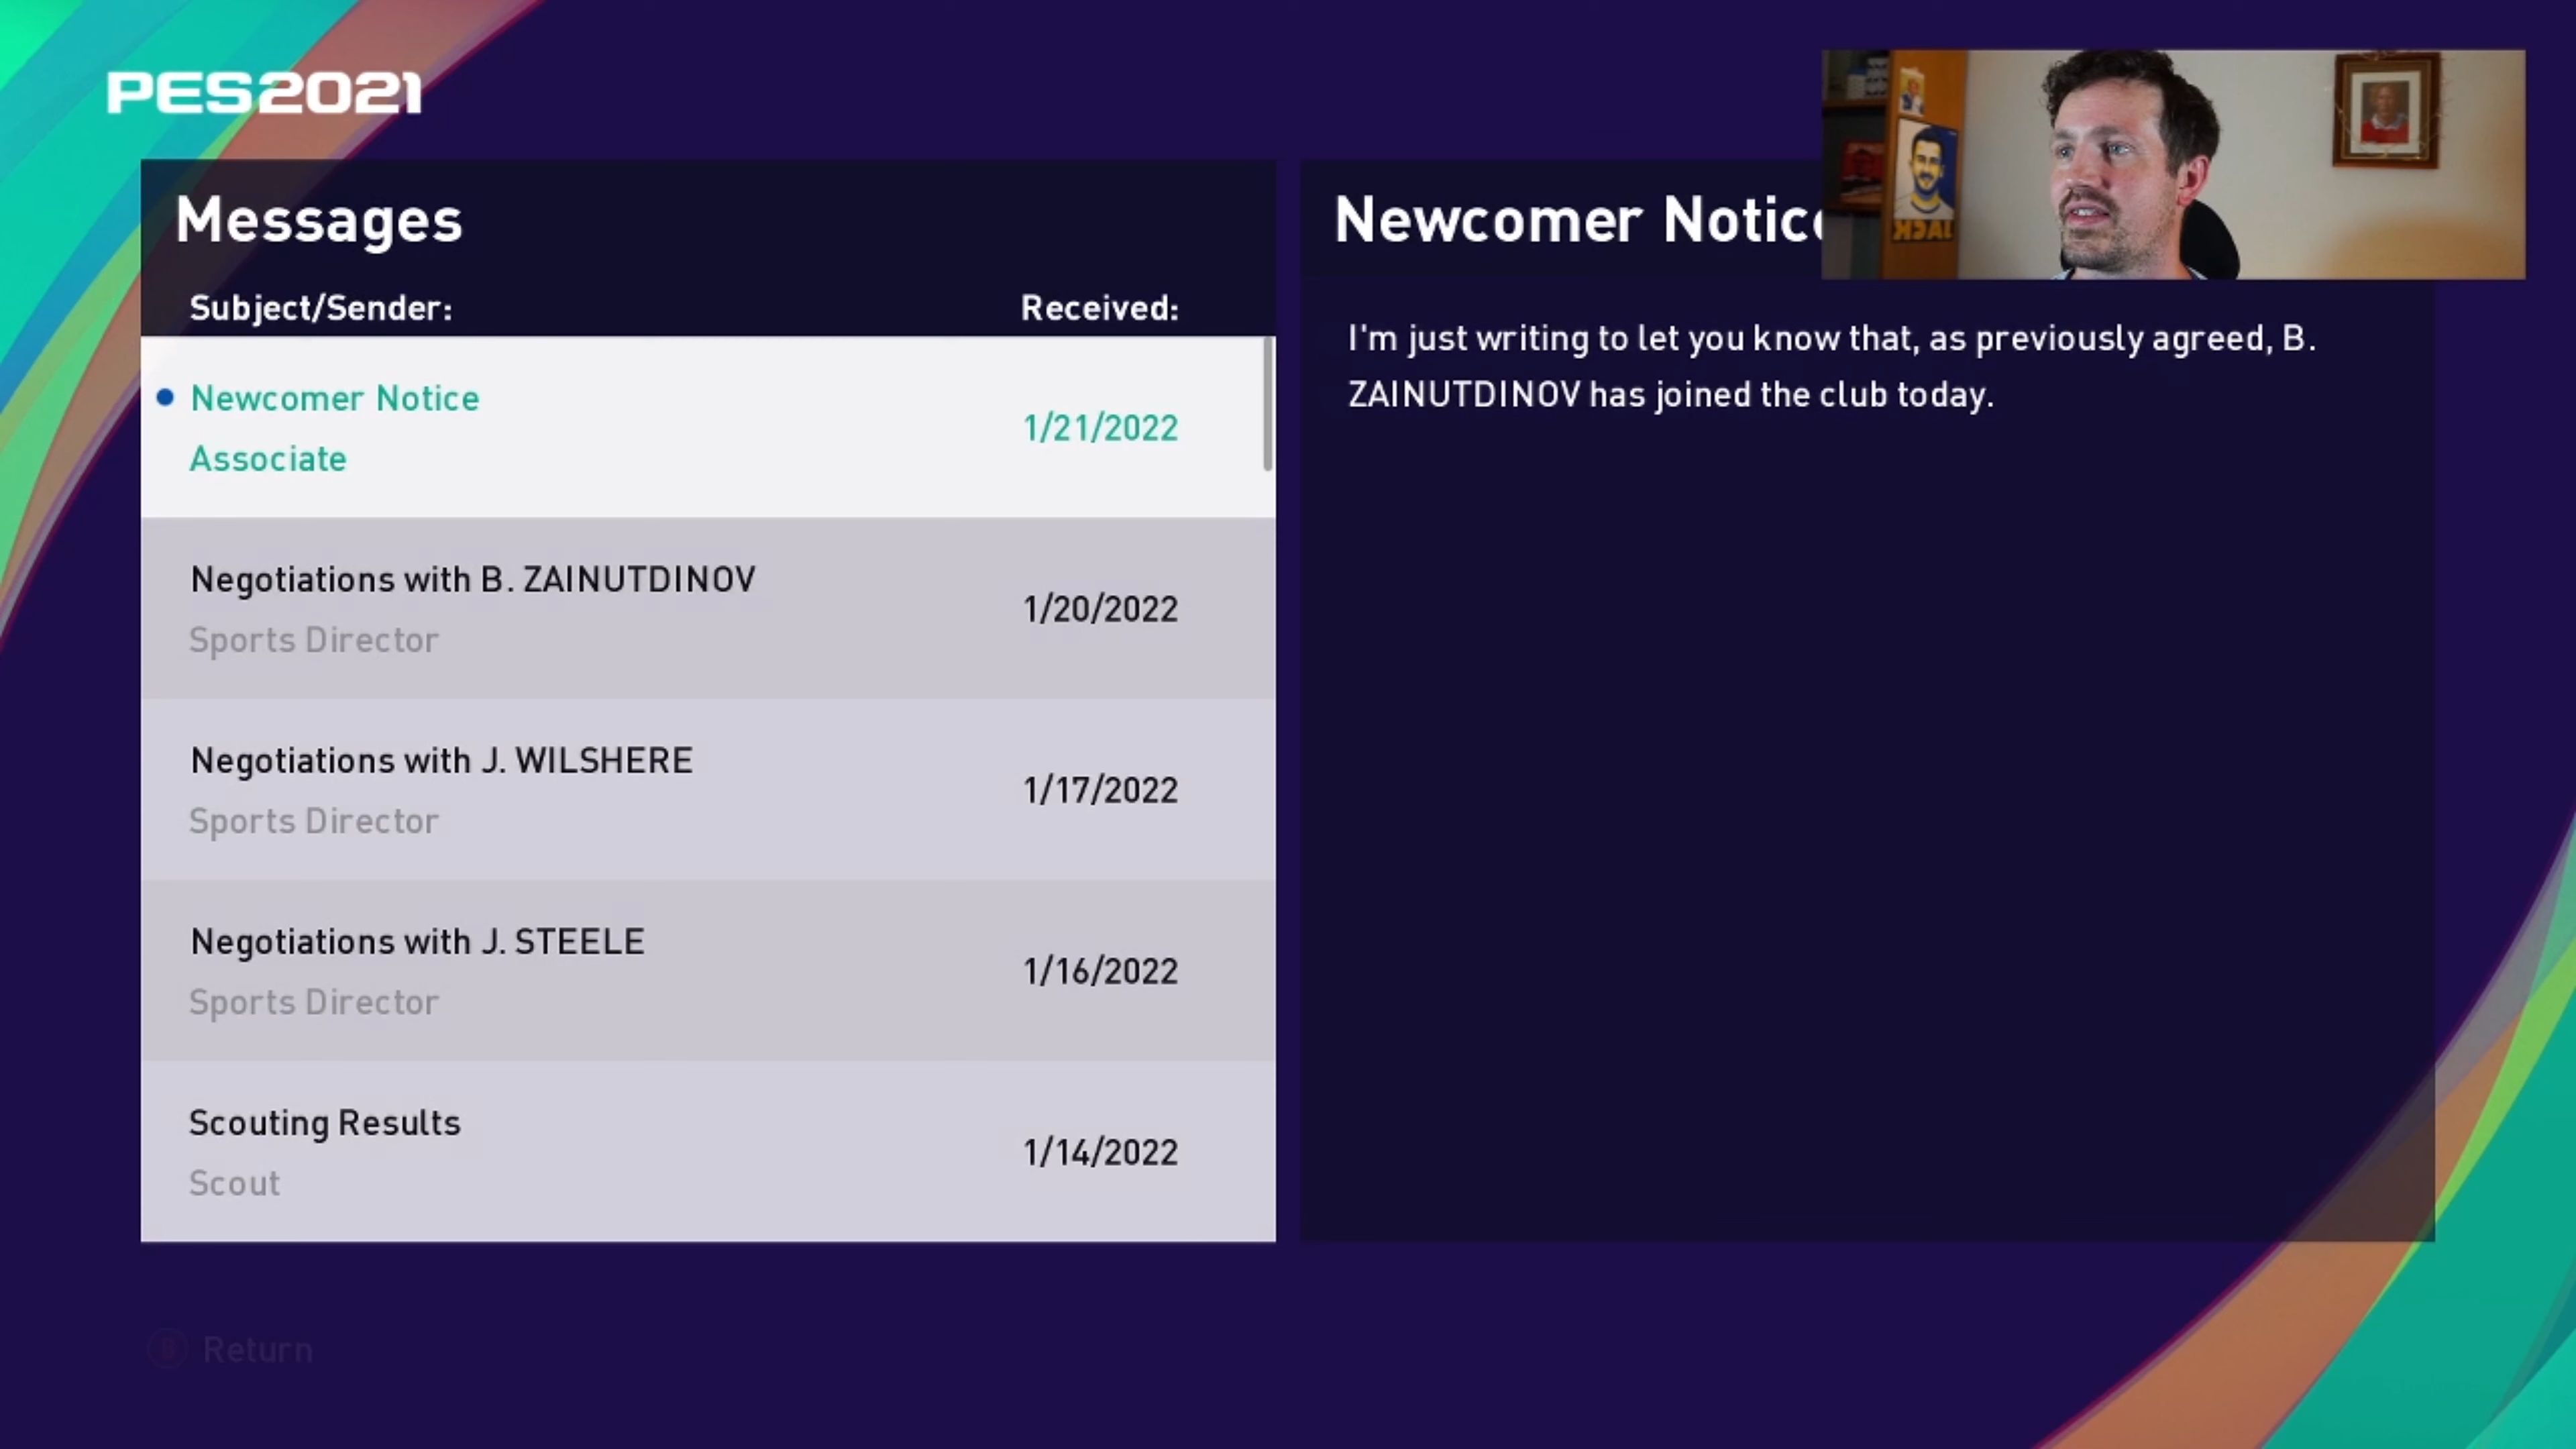 PES2021
Messages
Subject/Sender:
Received:
Newcomer Notice
Associate
1/21/2022
Negotiations with B. ZAINUTDINOV
Sports Director
1/20/2022
Negotiations with J. WILSHERE
Sports Director
1/17/2022
Negotiations with J. STEELE
Sports Director
1/16/2022
Scouting Results
Scout
1/14/2022
Newcomer Notice
I'm just writing to let you know that, as previously agreed, B.
ZAINUTDINOV has joined the club today.
JACK
B Return